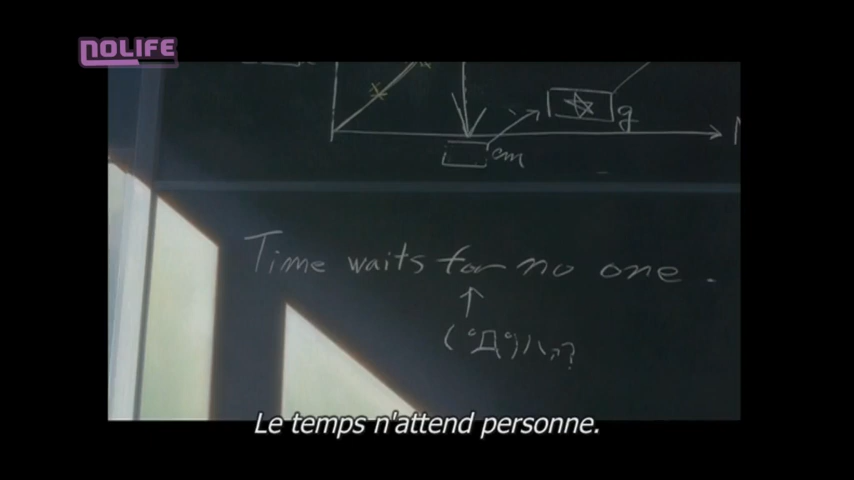 NOLIFE
g
cm
Time waits for no one.
(ﾟДﾟ)ハァ?
Le temps n'attend personne.